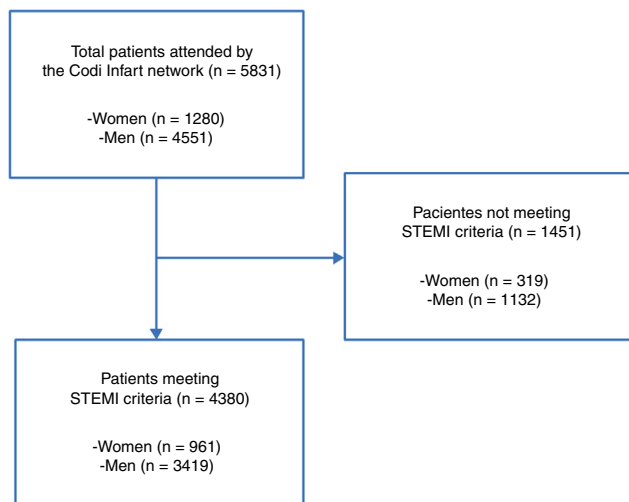 Total patients attended by
the Codi Infart network (n = 5831)
-Women (n = 1280)
-Men (n = 4551)
Pacientes not meeting
STEMI criteria (n = 1451)
-Women (n = 319)
-Men (n = 1132)
Patients meeting
STEMI criteria (n = 4380)
-Women (n = 961)
-Men (n = 3419)